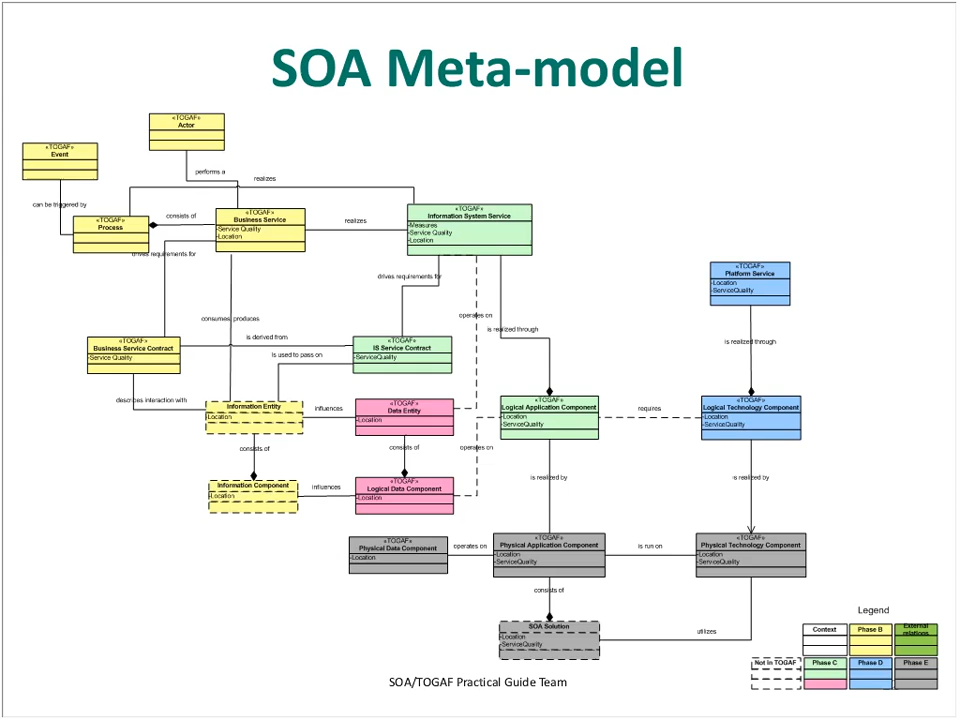 SOA Meta-model
«TOGAF»
Actor
«TOGAF»
Event
performs a
realizes
can be triggered by
«TOGAF»
Process
consists of
«TOGAF»
Business Service
-Service Quality
-Location
realizes
«TOGAF»
Information System Service
-Measures
-Service Quality
-Location
drives requirements for
drives requirements for
«TOGAF»
Platform Service
-Location
-ServiceQuality
consumes, produces
operates on
is realized through
is realized through
«TOGAF»
Business Service Contract
-Service Quality
is derived from
Is used to pass on
«TOGAF»
IS Service Contract
-ServiceQuality
describes interaction with
Information Entity
-Location
influences
«TOGAF»
Data Entity
-Location
«TOGAF»
Logical Application Component
-Location
-ServiceQuality
requires
«TOGAF»
Logical Technology Component
-Location
-ServiceQuality
consists of
consists of
operates on
is realized by
is realized by
Information Component
-Location
influences
«TOGAF»
Logical Data Component
-Location
«TOGAF»
Physical Data Component
-Location
operates on
«TOGAF»
Physical Application Component
-Location
-ServiceQuality
is run on
«TOGAF»
Physical Technology Component
-Location
-ServiceQuality
consists of
SOA Solution
-Location
-ServiceQuality
utilizes
Legend
Context
Phase B
External relations
Not In TOGAF
Phase C
Phase D
Phase E
SOA/TOGAF Practical Guide Team